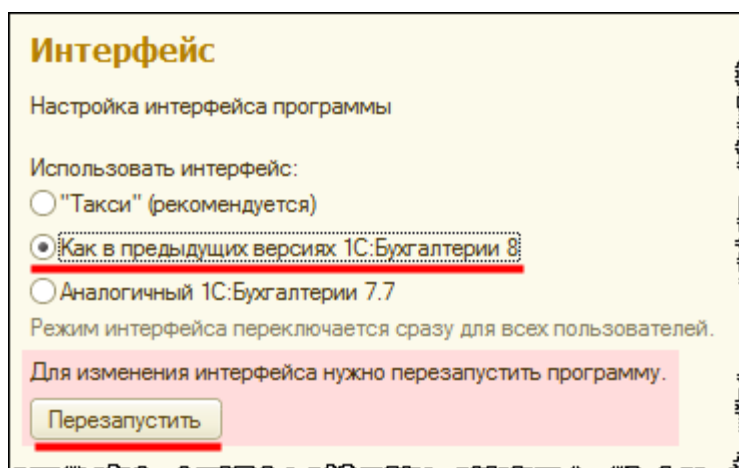 Интерфейс
Настройка интерфейса программы
Использовать интерфейс:
"Такси" (рекомендуется)
Как в предыдущих версиях 1С:Бухгалтерии 8
Аналогичный 1С:Бухгалтерии 7.7
Режим интерфейса переключается сразу для всех пользователей.
Для изменения интерфейса нужно перезапустить программу.
Перезапустить